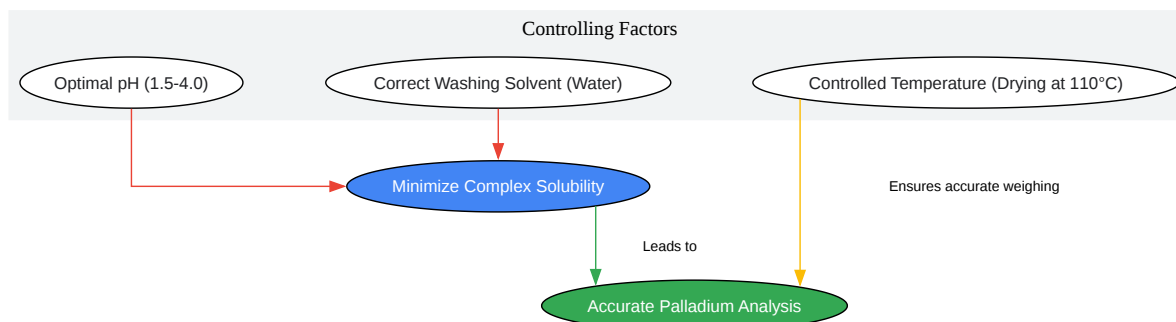 Controlling Factors
Optimal pH (1.5-4.0)
Correct Washing Solvent (Water)
Controlled Temperature (Drying at 110°C)
Minimize Complex Solubility
Ensures accurate weighing
Leads to
Accurate Palladium Analysis